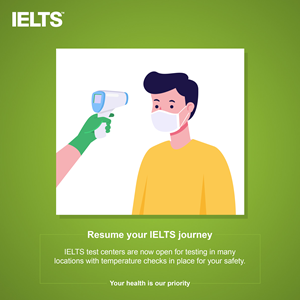 IELTS™
Resume your IELTS journey
IELTS test centers are now open for testing in many
locations with temperature checks in place for your safety.
Your health is our priority